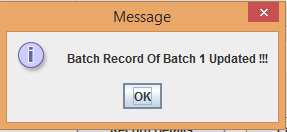 Message
Batch Record Of Batch 1 Updated !!!
OK